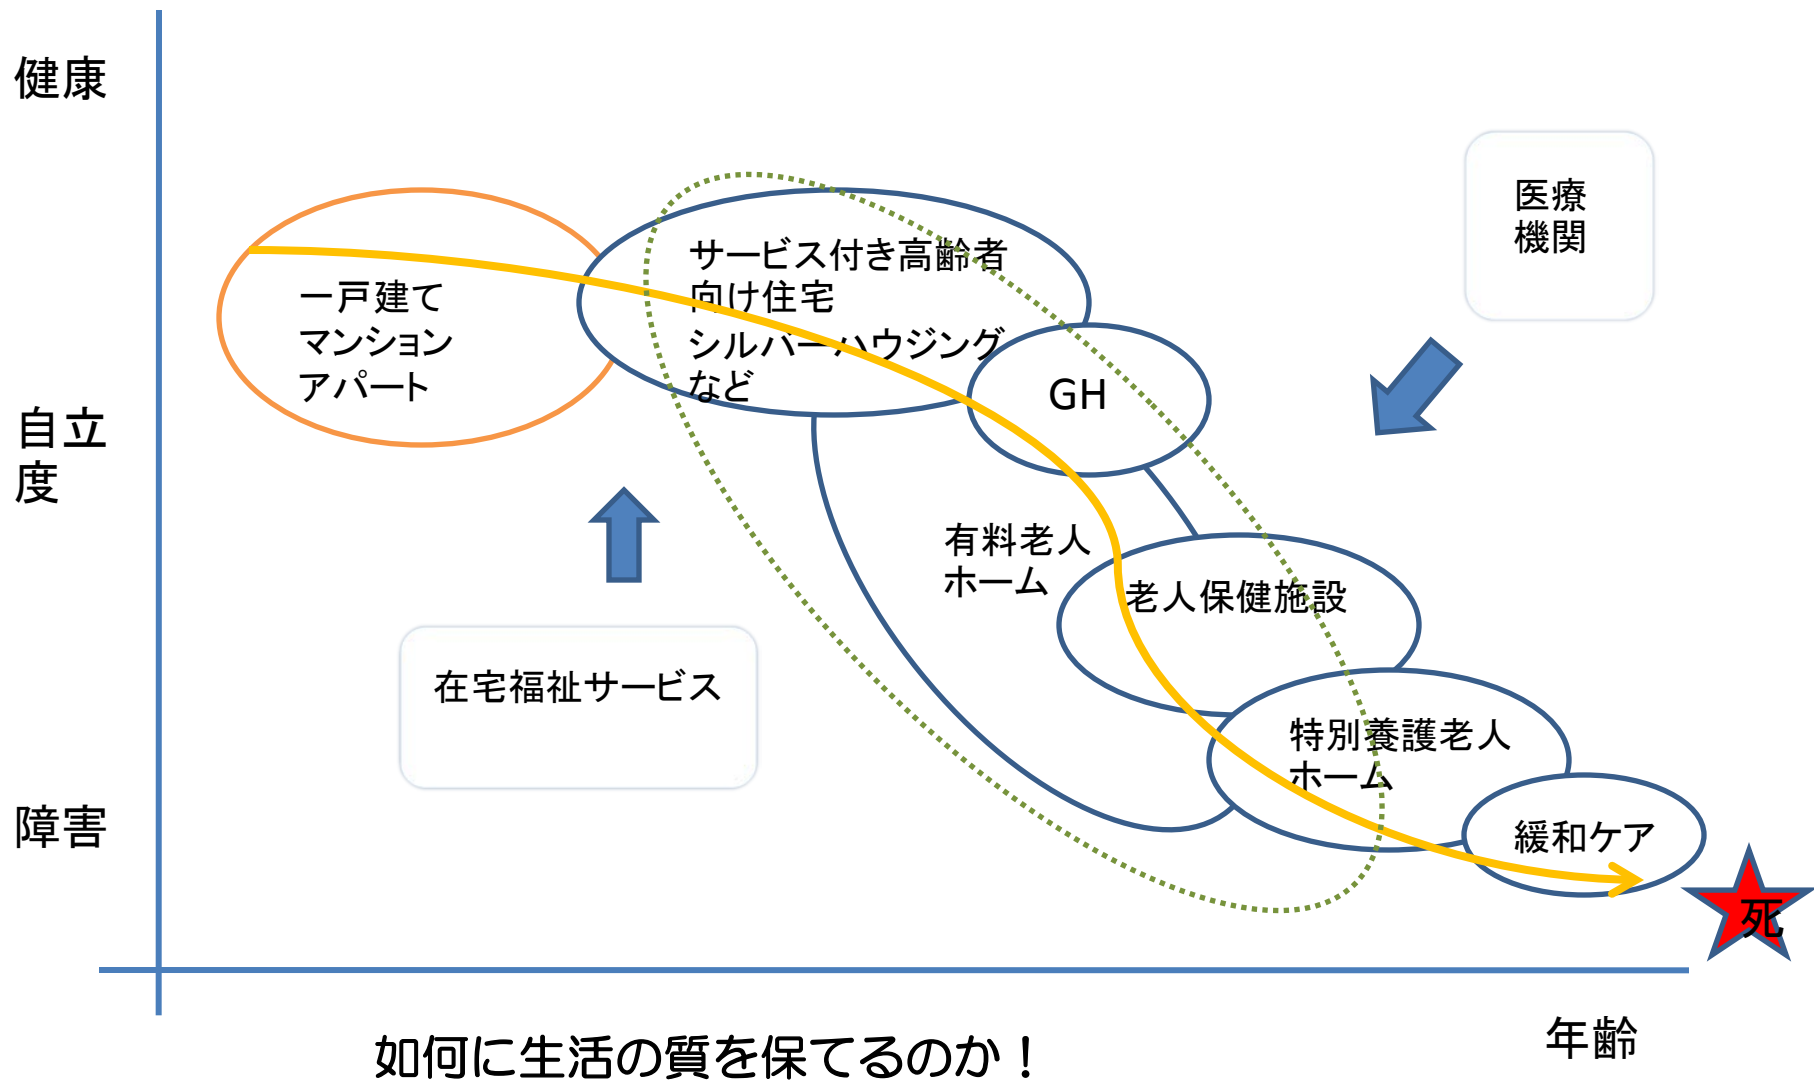 健康
自立
度
障害
一戸建て
マンション
アパート
サービス付き高齢者
向け住宅
シルバーハウジング
など
GH
医療
機関
有料老人
ホーム
老人保健施設
在宅福祉サービス
特別養護老人
ホーム
緩和ケア
死
年齢
如何に生活の質を保てるのか！